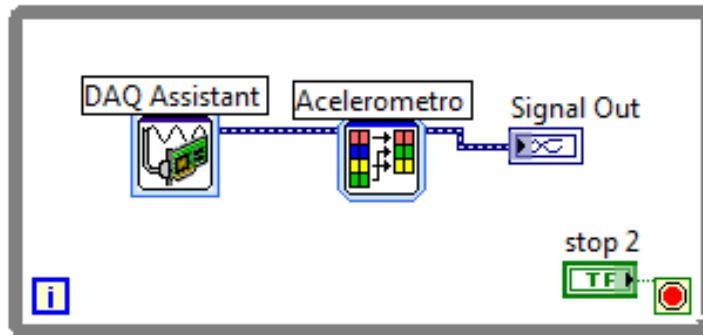 DAQ Assistant
Acelerometro
Signal Out
stop 2
TF
i